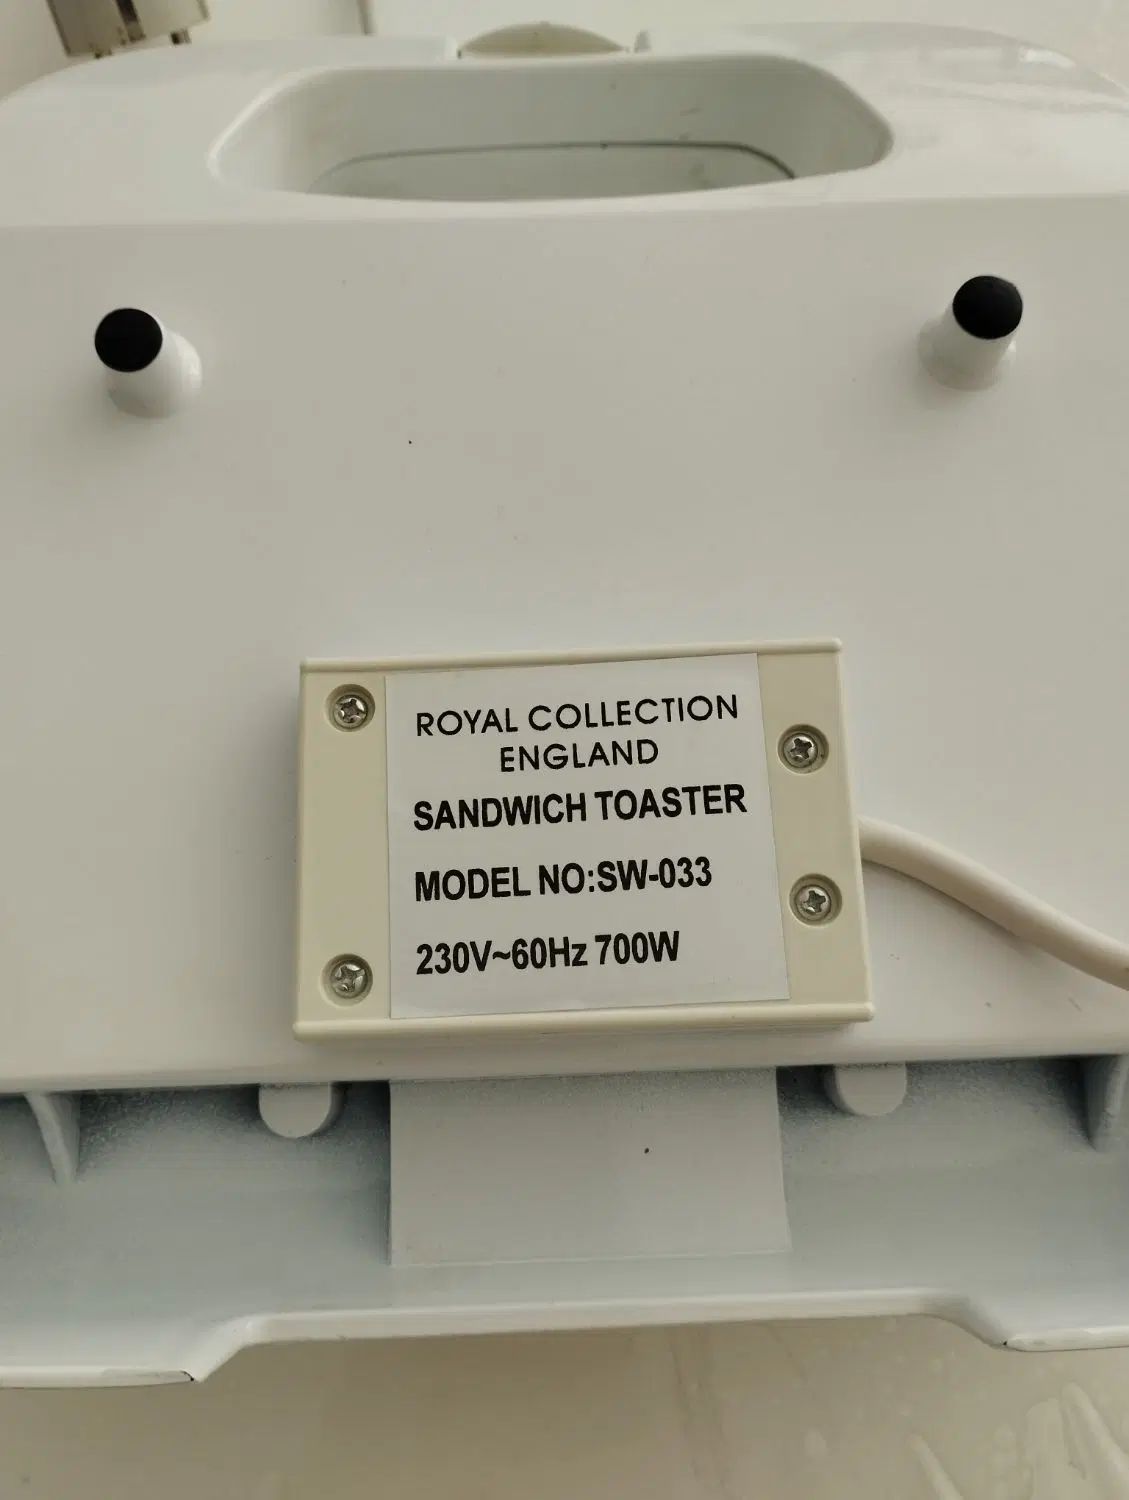 ROYAL COLLECTION
ENGLAND
SANDWICH TOASTER
MODEL NO:SW-033
230V~60Hz 700W